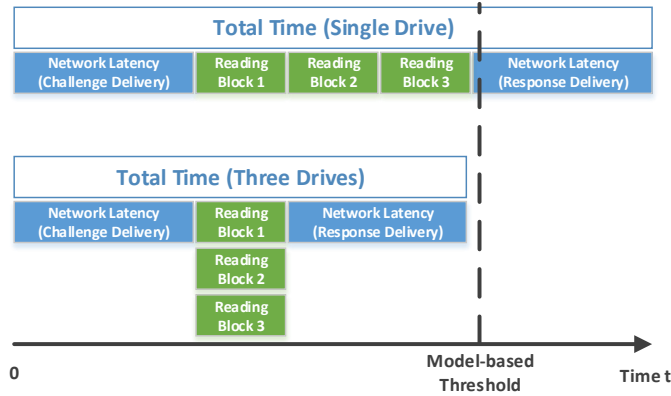 Total Time (Single Drive)
Network Latency
(Challenge Delivery)
Reading
Block 1
Reading
Block 2
Reading
Block 3
Network Latency
(Response Delivery)
Total Time (Three Drives)
Network Latency
(Challenge Delivery)
Reading
Block 1
Network Latency
(Response Delivery)
Reading
Block 2
Reading
Block 3
0
Model-based
Threshold
Time t